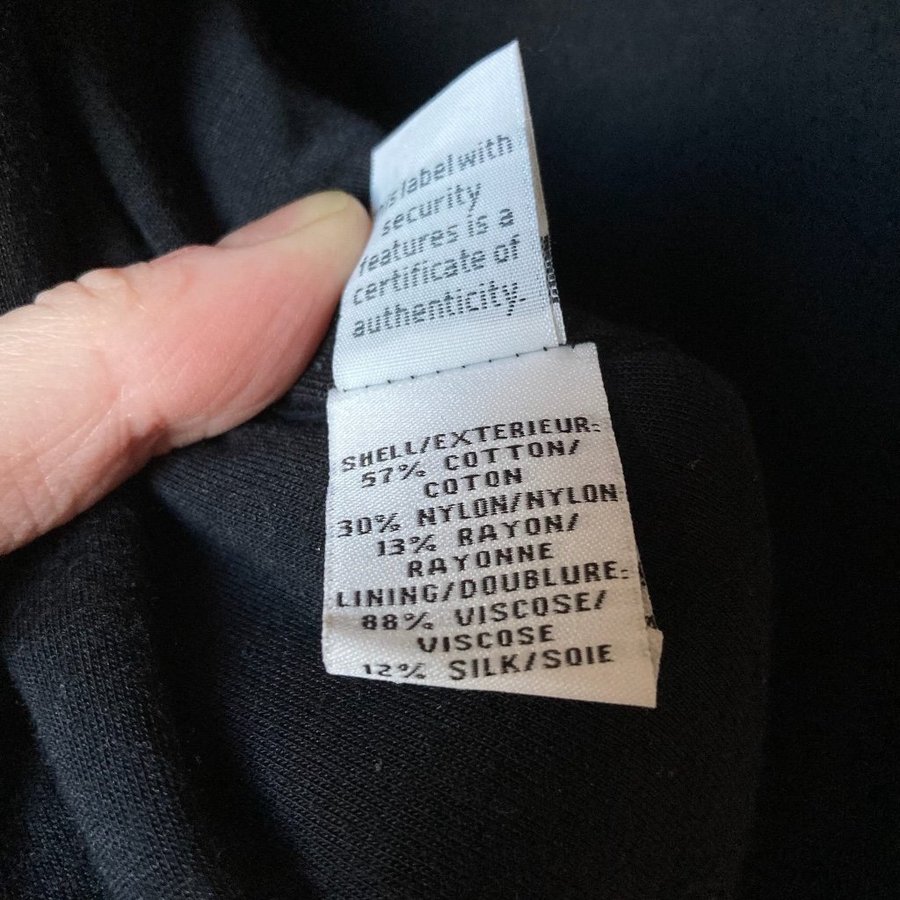 label with
security
features is a
certificate of
authenticity.
SHELL/EXTERIEUR:
57% COTTON/
COTON
30% NYLON/NYLON
13% RAYON/
RAYONNE
LINING/DOUBLURE:
88% VISCOSE/
VISCOSE
12% SILK/SOIE